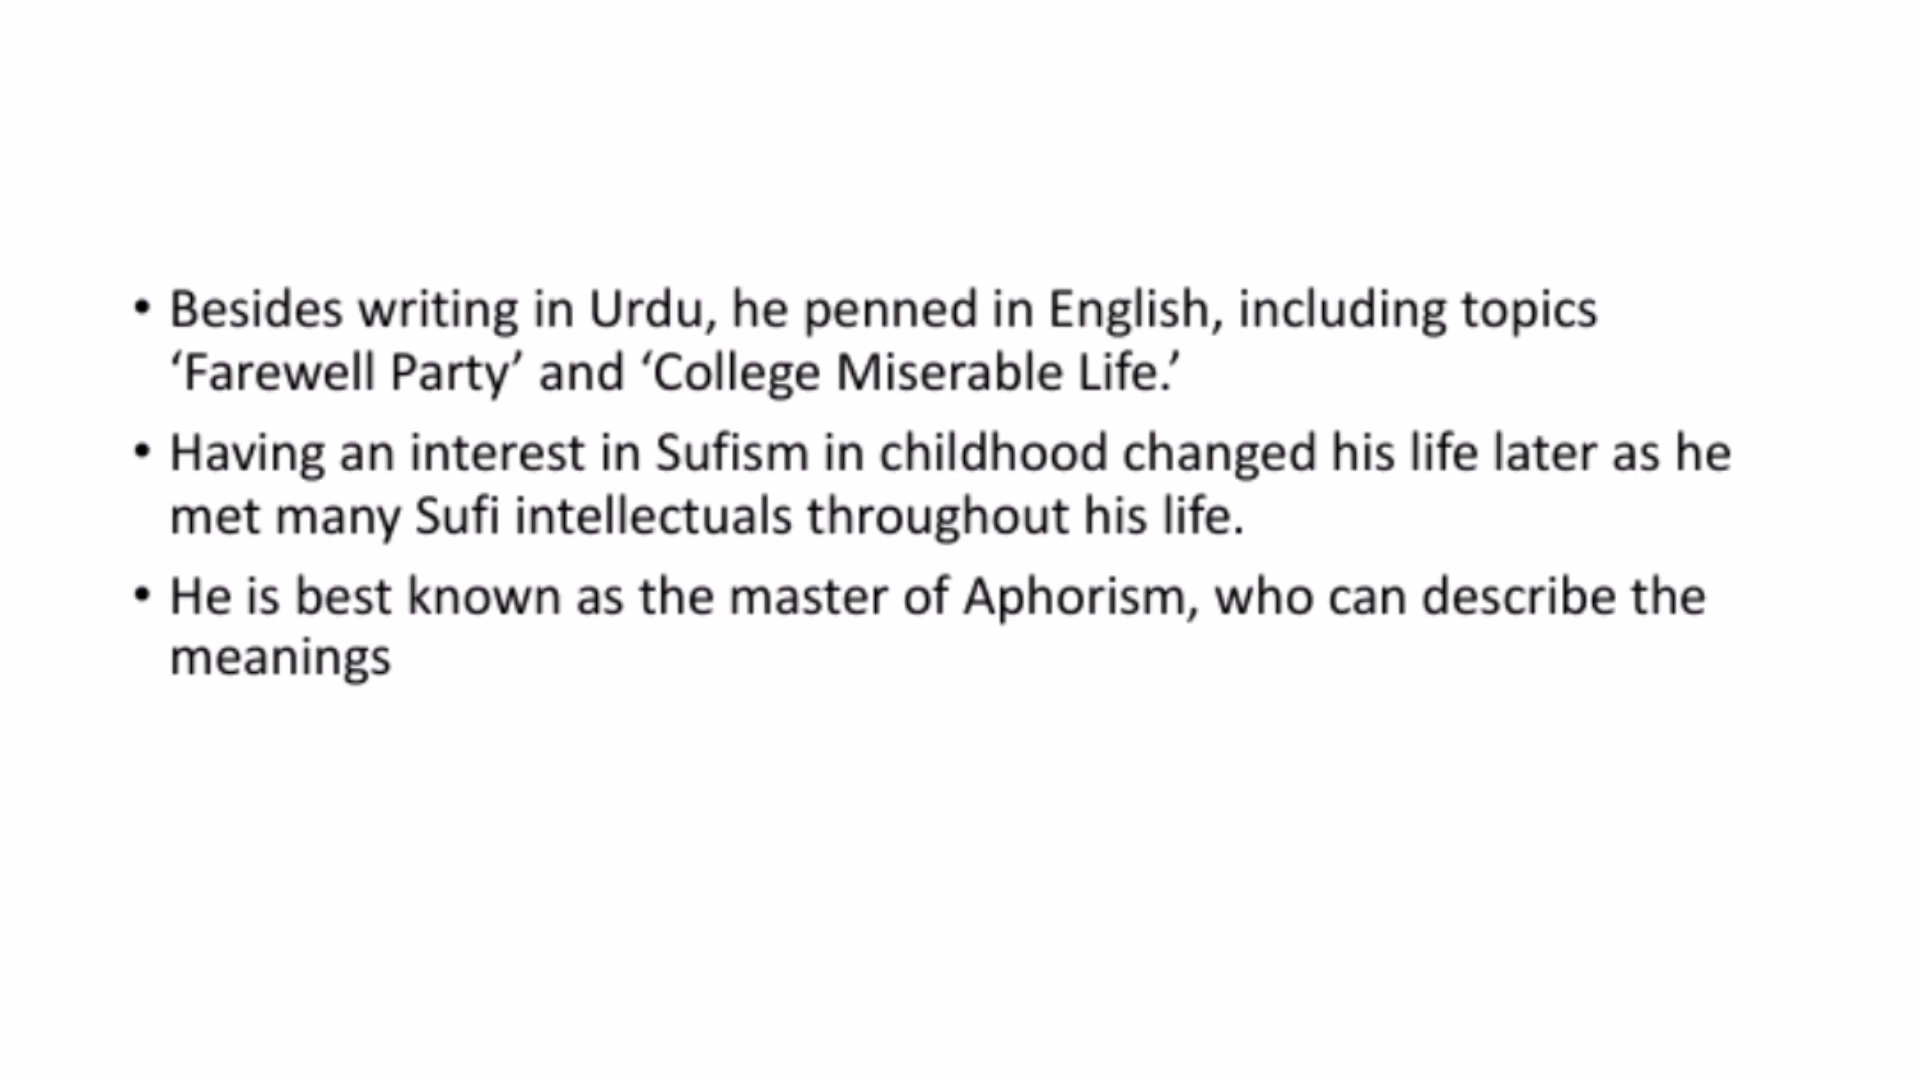 • Besides writing in Urdu, he penned in English, including topics
‘Farewell Party’ and ‘College Miserable Life.’
• Having an interest in Sufism in childhood changed his life later as he
met many Sufi intellectuals throughout his life.
• He is best known as the master of Aphorism, who can describe the
meanings